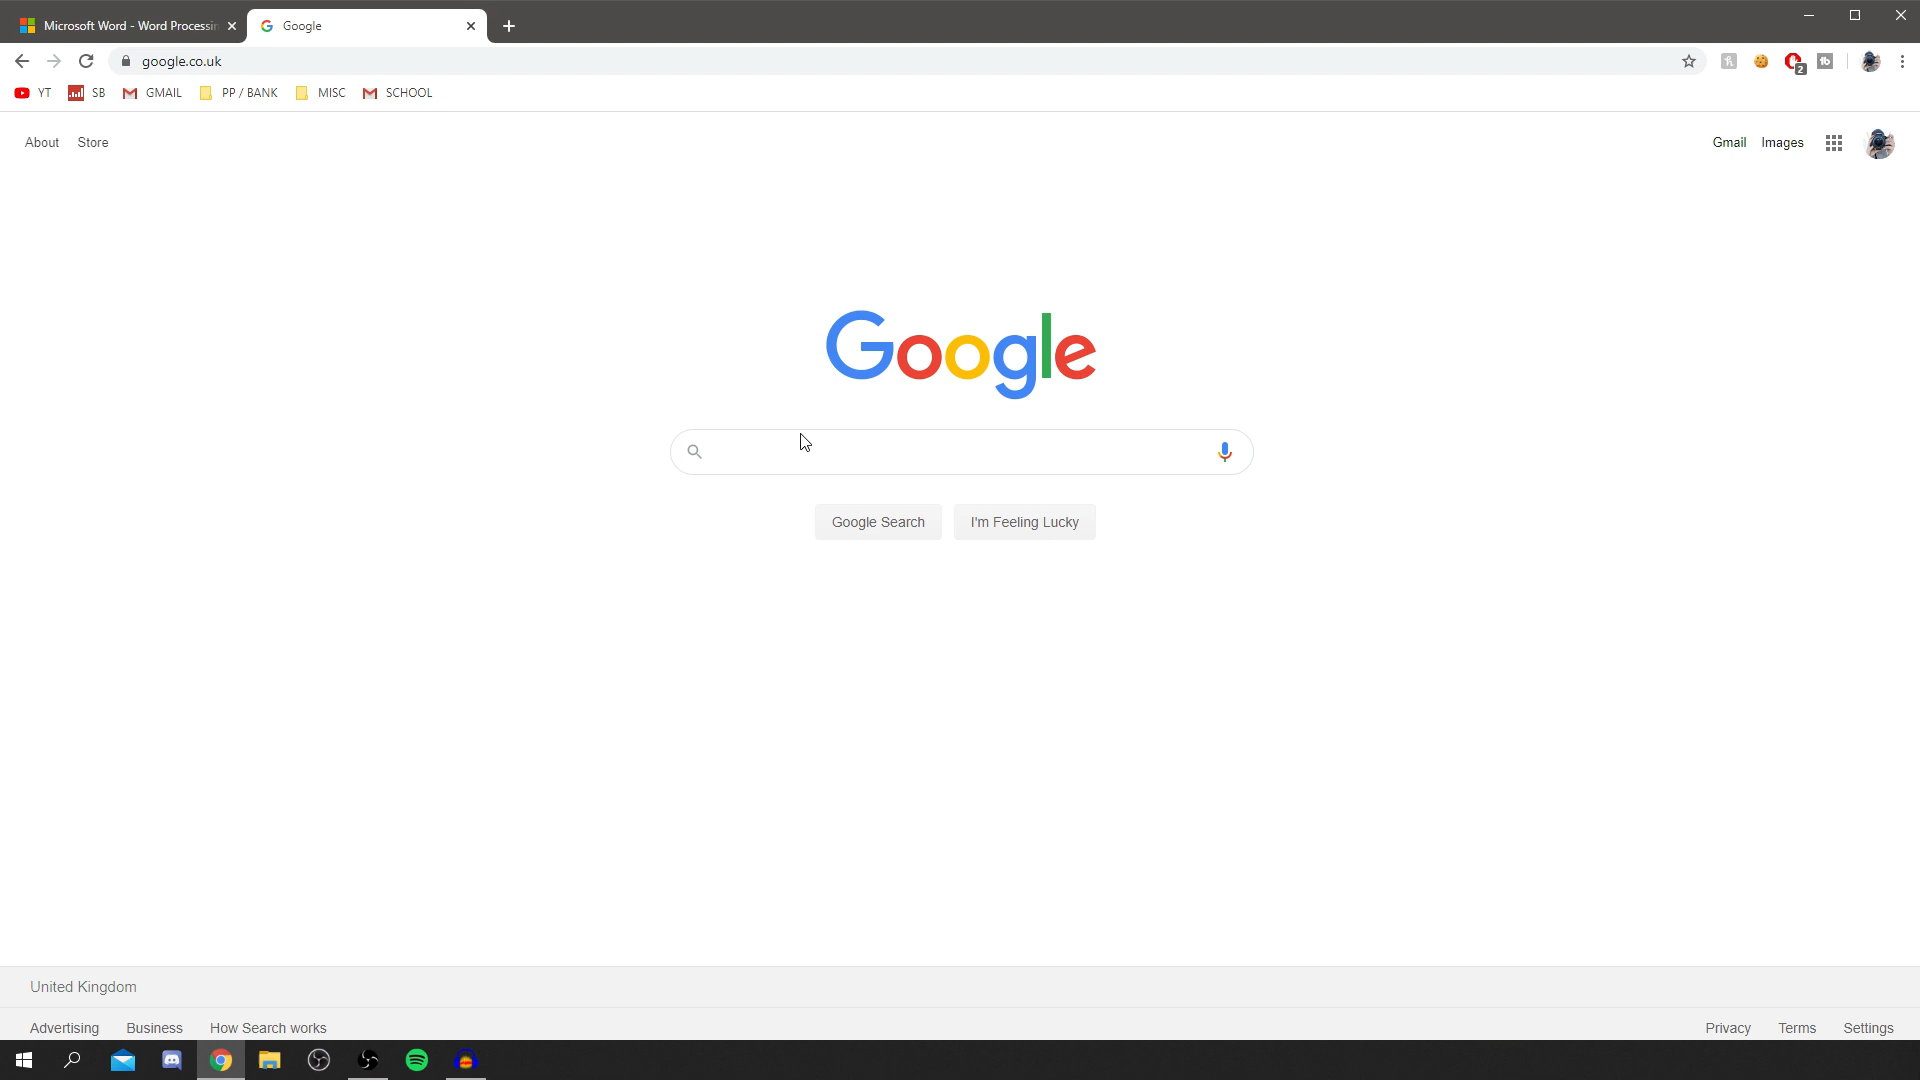 Microsoft Word - Word Processin
Google
google.co.uk
2
YT SB GMAIL PP / BANK MISC SCHOOL
About Store
Gmail Images
Google
Google Search I'm Feeling Lucky
United Kingdom
Advertising Business How Search works
Privacy Terms Settings